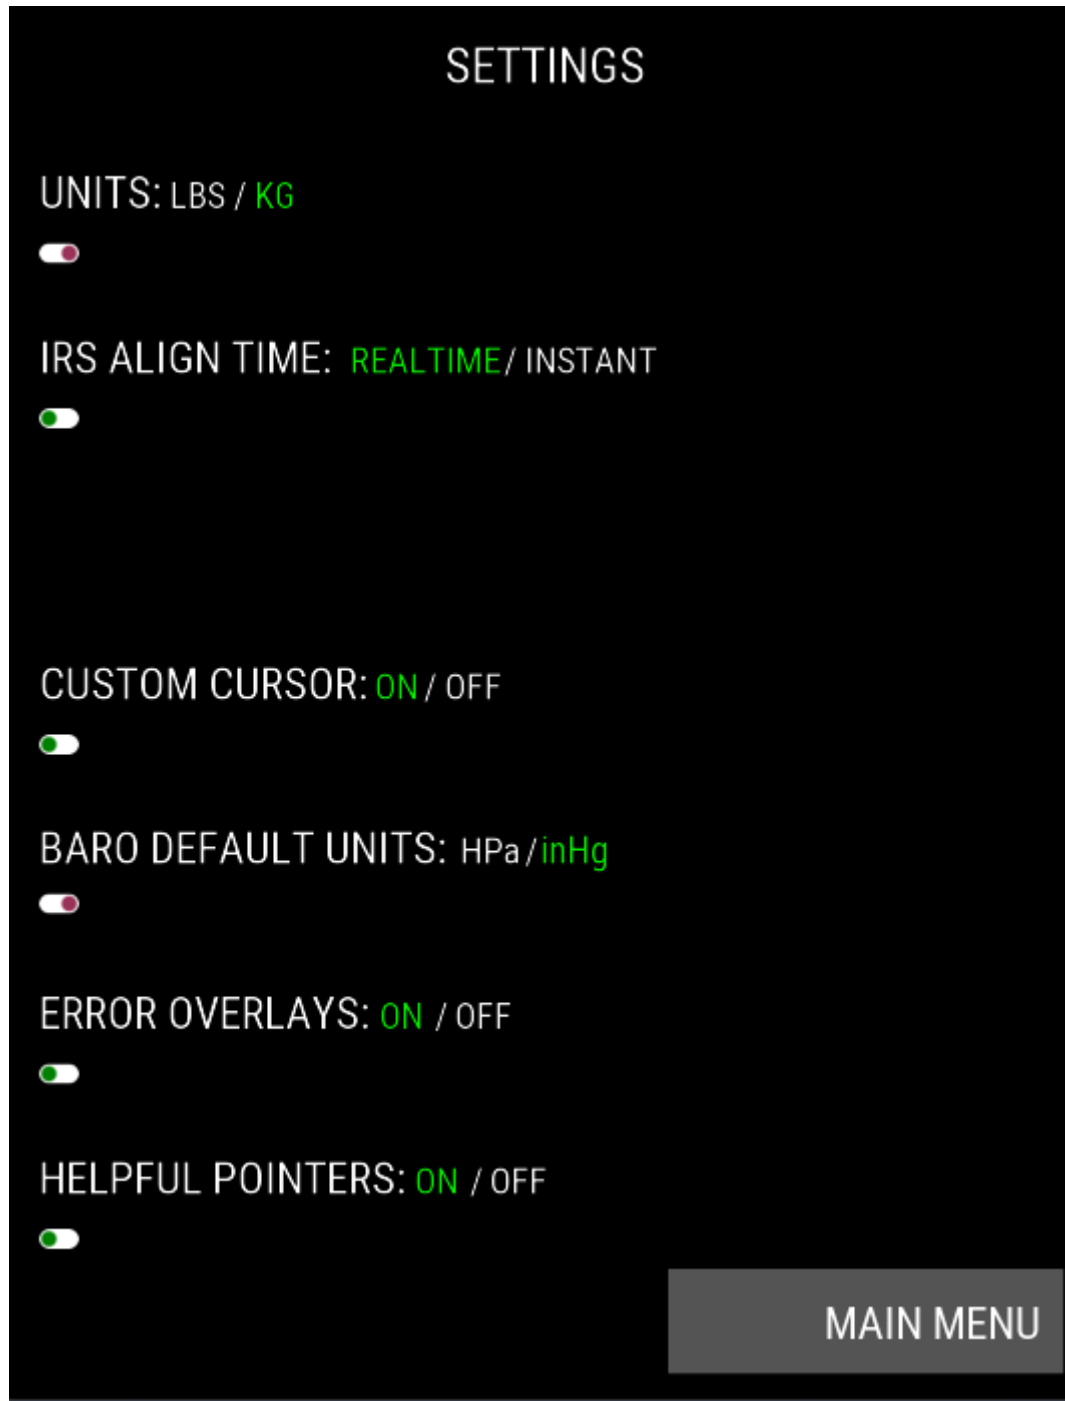 SETTINGS
UNITS: LBS / KG
IRS ALIGN TIME: REALTIME/ INSTANT
CUSTOM CURSOR: ON / OFF
BARO DEFAULT UNITS: HPa/inHg
ERROR OVERLAYS: ON / OFF
HELPFUL POINTERS: ON / OFF
MAIN MENU